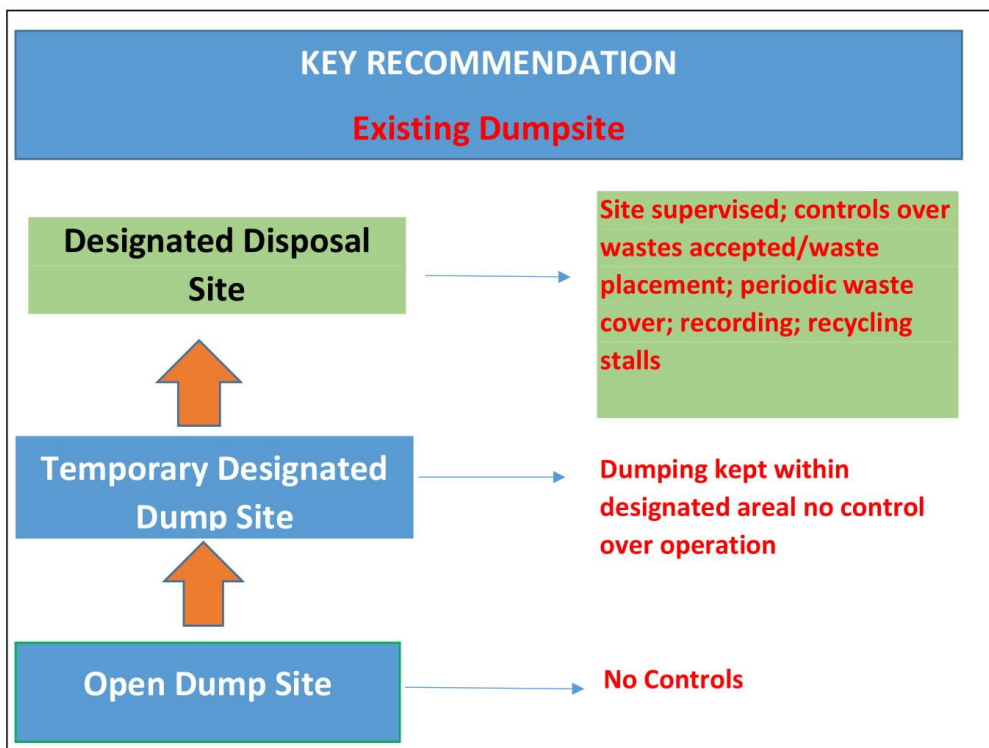 KEY RECOMMENDATION
Existing Dumpsite
Designated Disposal
Site
Site supervised; controls over
wastes accepted/waste
placement; periodic waste
cover; recording; recycling
stalls
Temporary Designated
Dump Site
Dumping kept within
designated areal no control
over operation
Open Dump Site
No Controls